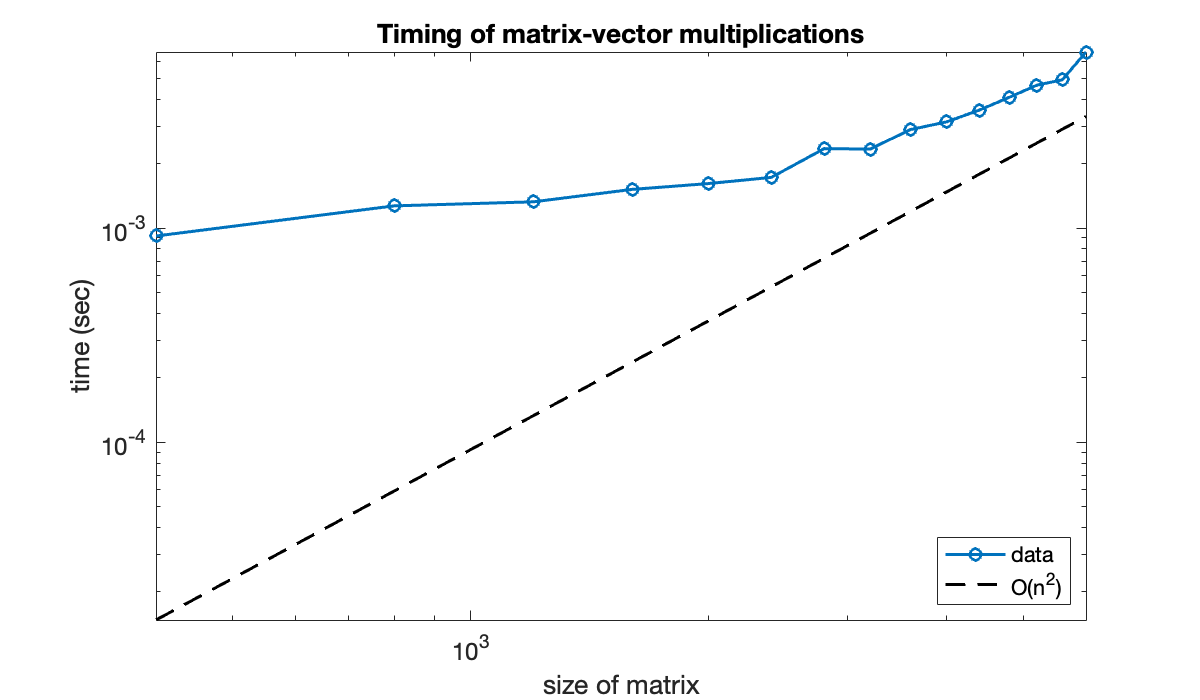 Timing of matrix-vector multiplications
10^-3
10^-4
time (sec)
10^3
size of matrix
data
O(n^2)